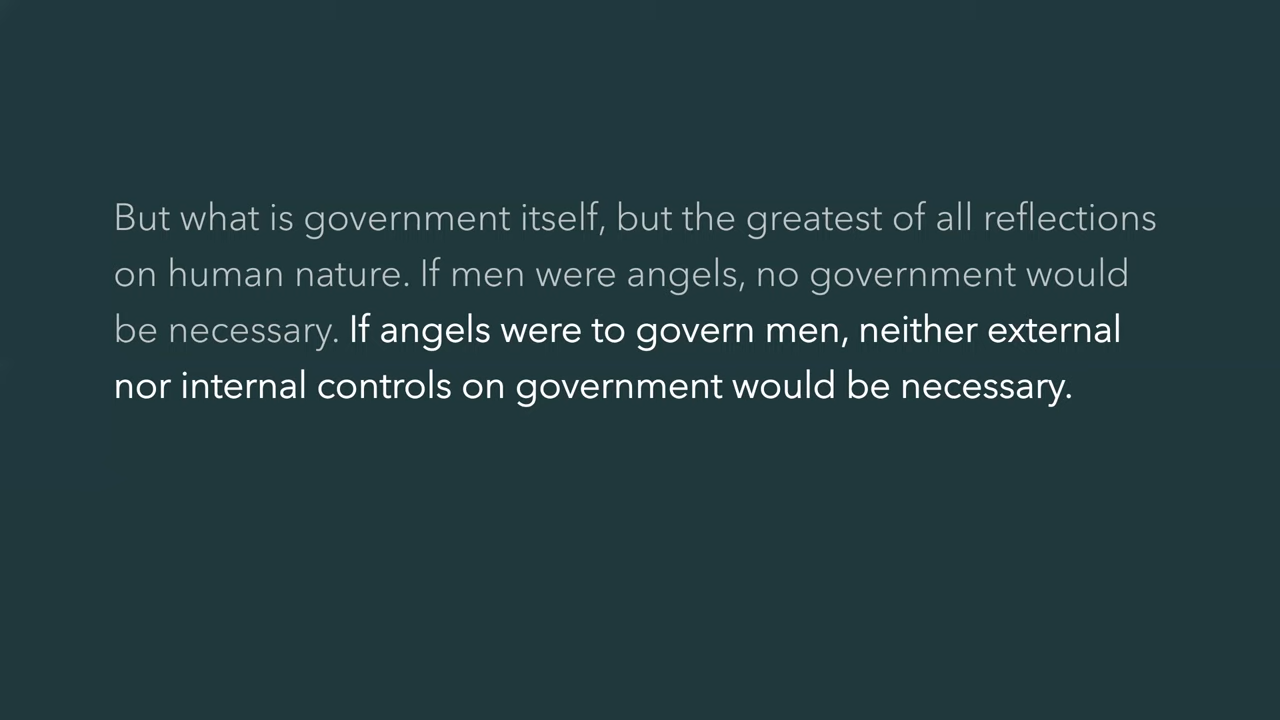 But what is government itself, but the greatest of all reflections
on human nature. If men were angels, no government would
be necessary. If angels were to govern men, neither external
nor internal controls on government would be necessary.